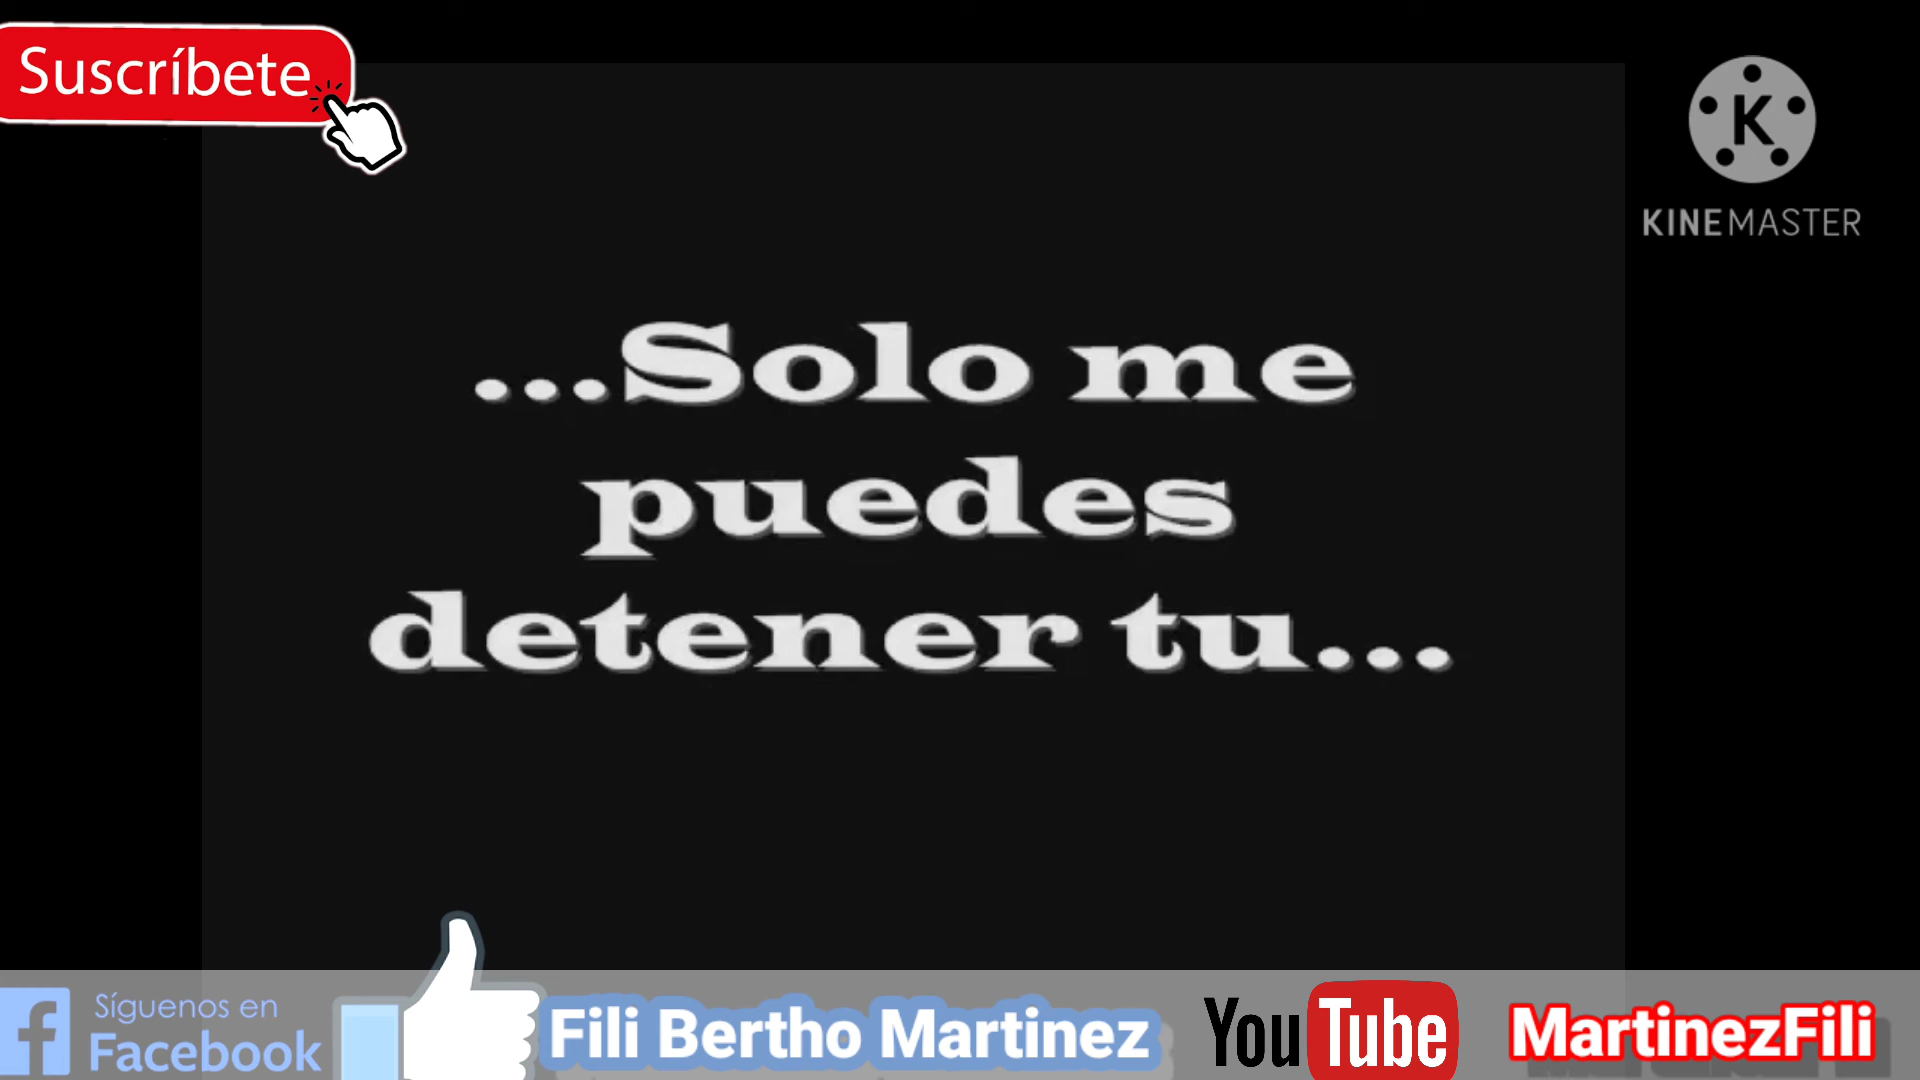 Suscríbete
K
KINEMASTER
...Solo me
puedes
detener tu...
f
Síguenos en
Facebook
Fili Bertho Martinez
YouTube
MartinezFili